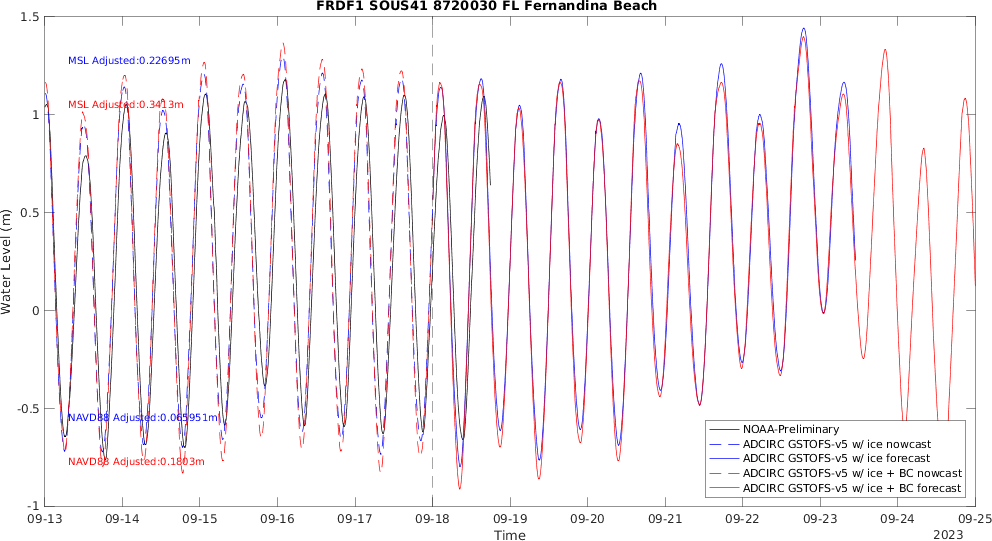 FRDF1 SOUS41 8720030 FL Fernandina Beach
1.5
1
0.5
0
-0.5
-1
Water Level (m)
MSL Adjusted:0.22695m
MSL Adjusted:0.3413m
NAVD88 Adjusted:0.065951m
NAVD88 Adjusted:0.1803m
NOAA-Preliminary
ADCIRC GSTOFS-v5 w/ ice nowcast
ADCIRC GSTOFS-v5 w/ ice forecast
ADCIRC GSTOFS-v5 w/ ice + BC nowcast
ADCIRC GSTOFS-v5 w/ ice + BC forecast
09-13 09-14 09-15 09-16 09-17 09-18 09-19 09-20 09-21 09-22 09-23 09-24 09-25
Time
2023